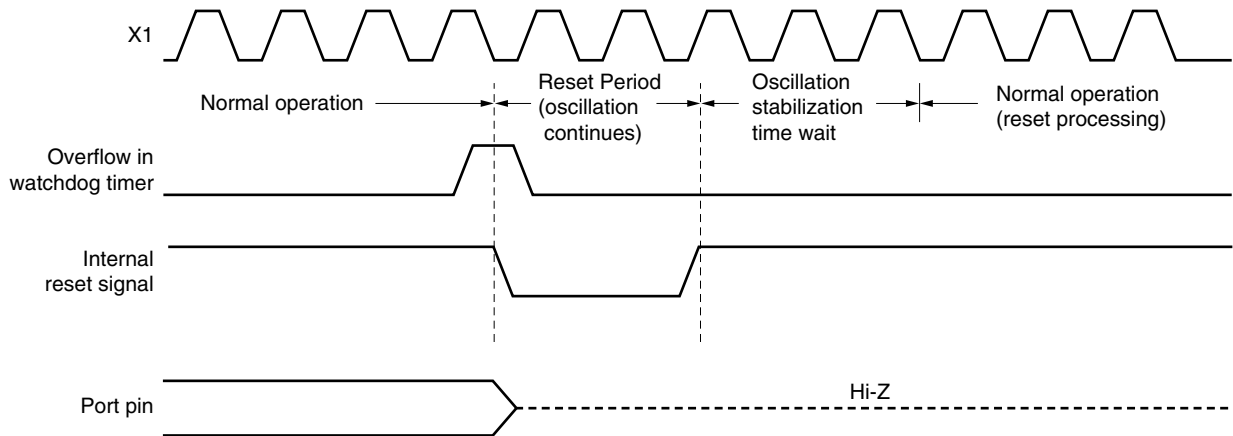 X1
Normal operation
Reset Period
(oscillation
continues)
Oscillation
stabilization
time wait
Normal operation
(reset processing)
Overflow in
watchdog timer
Internal
reset signal
Port pin
Hi-Z